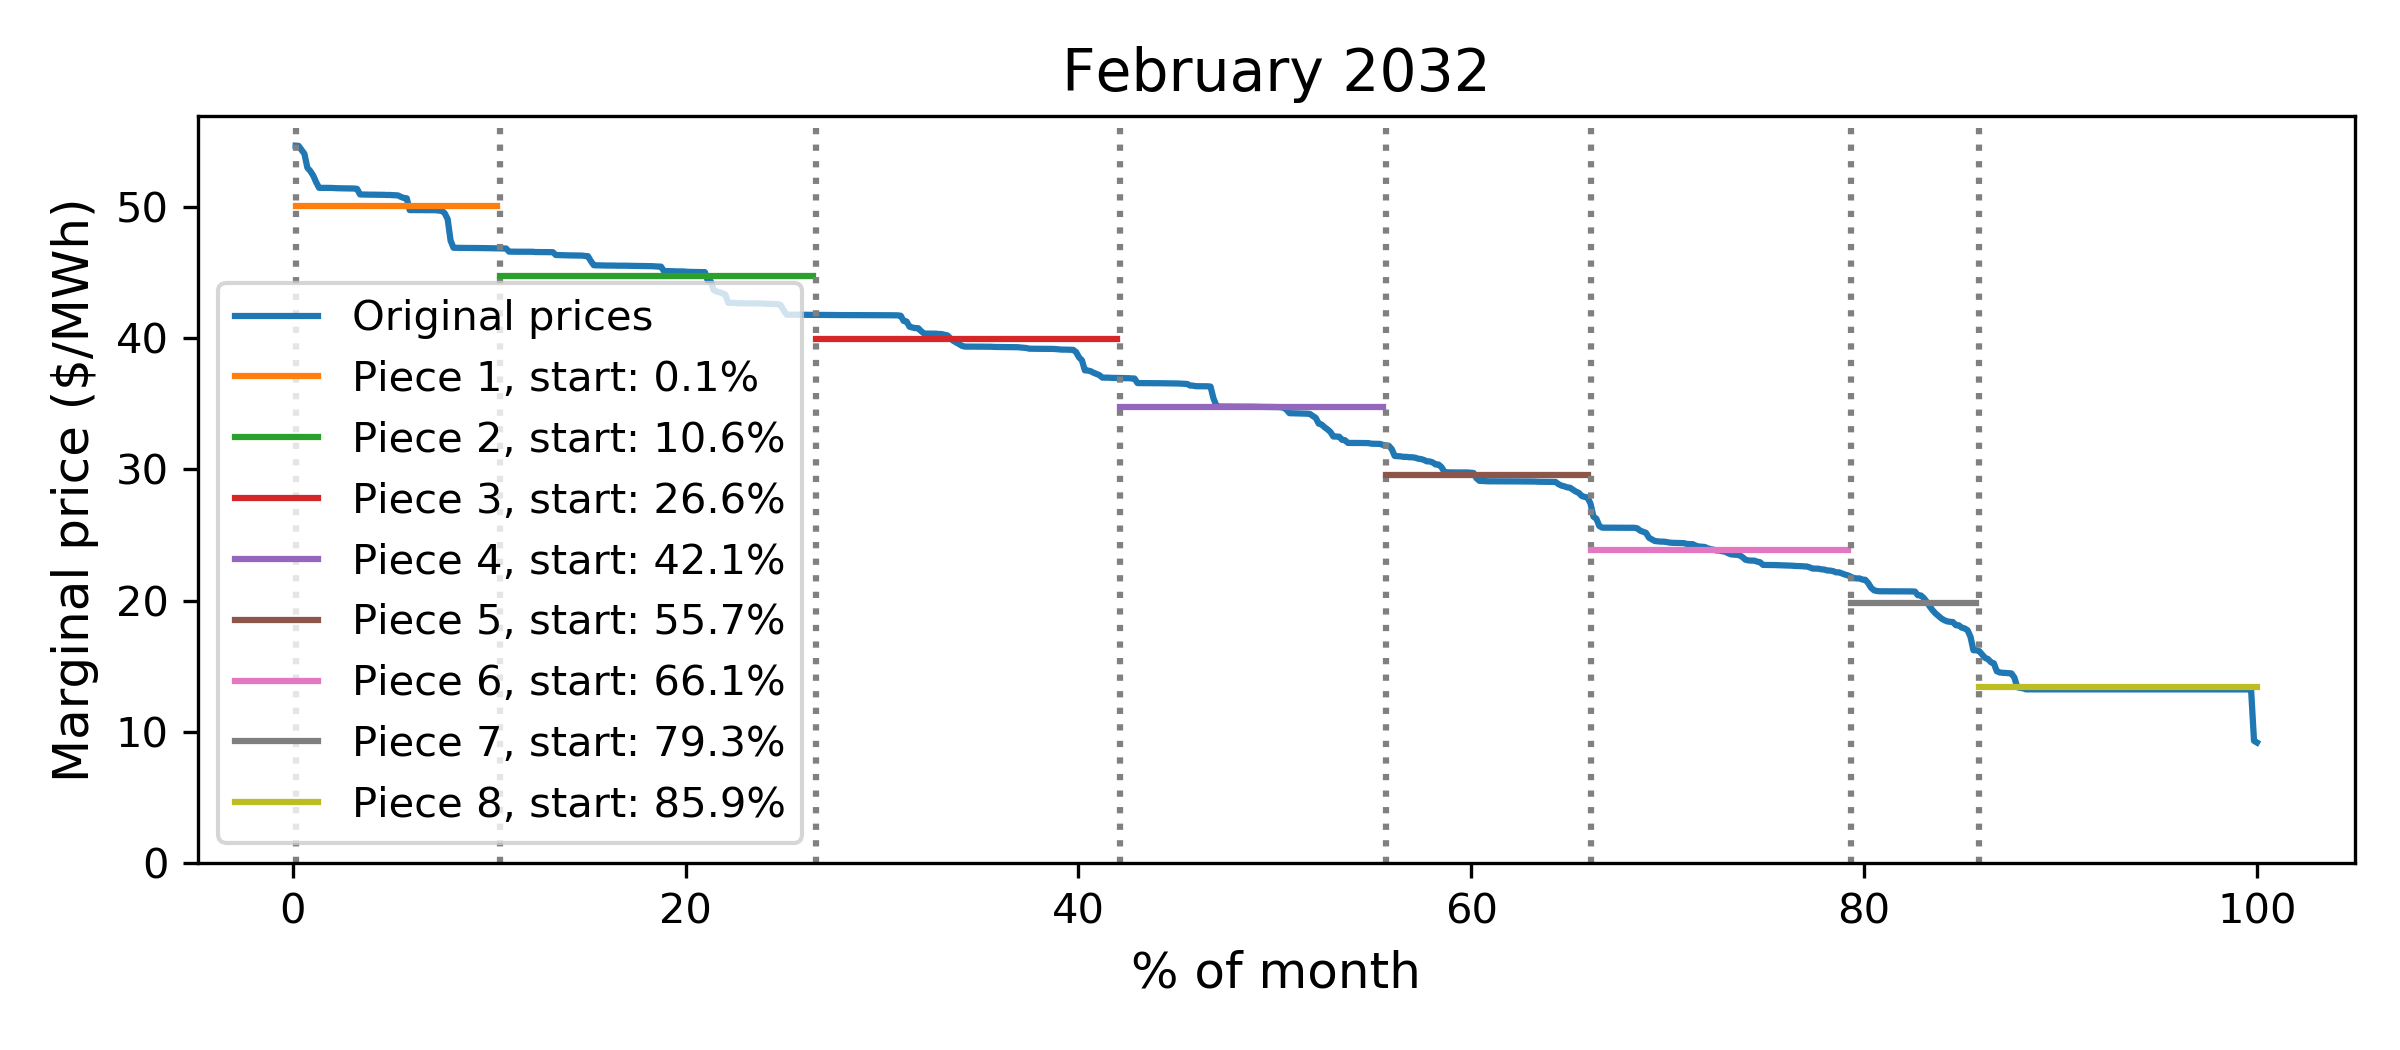 February 2032
Marginal price ($/MWh)
50
40
30
20
10
0
Original prices
Piece 1, start: 0.1%
Piece 2, start: 10.6%
Piece 3, start: 26.6%
Piece 4, start: 42.1%
Piece 5, start: 55.7%
Piece 6, start: 66.1%
Piece 7, start: 79.3%
Piece 8, start: 85.9%
0 20 40 60 80 100
% of month